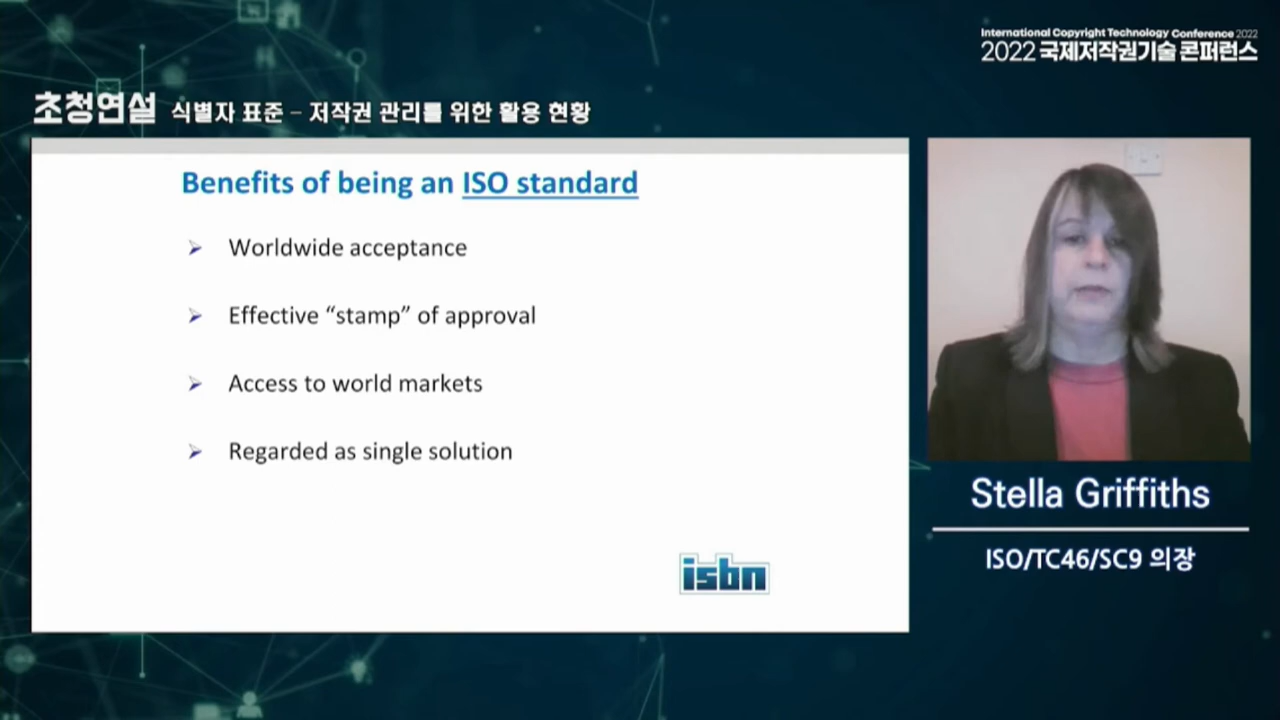 International Copyright Technology Conference 2022
2022 국제저작권기술 콘퍼런스
초청연설 식별자 표준 – 저작권 관리를 위한 활용 현황
Benefits of being an ISO standard
Worldwide acceptance
Effective “stamp” of approval
Access to world markets
Regarded as single solution
isbn
Stella Griffiths
ISO/TC46/SC9 의장